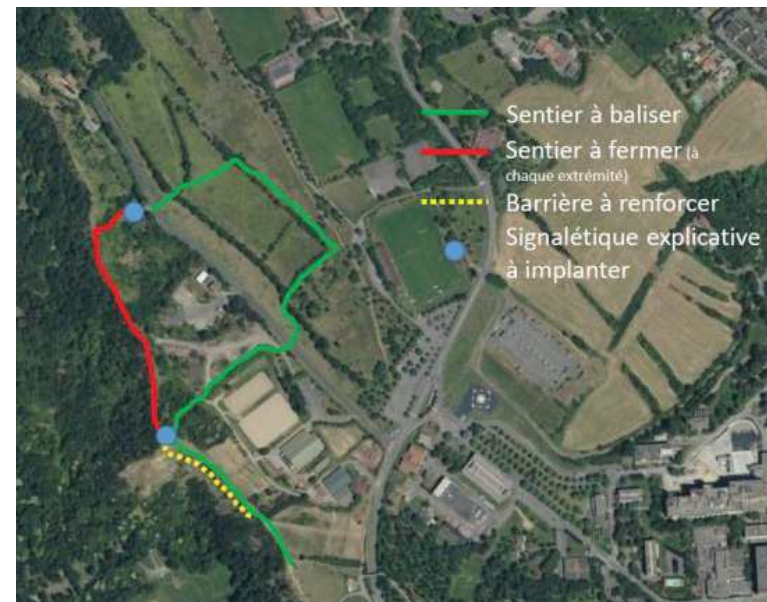 Sentier à baliser
Sentier à fermer (à
chaque extrémité)
Barrière à renforcer
Signalétique explicative
à implanter